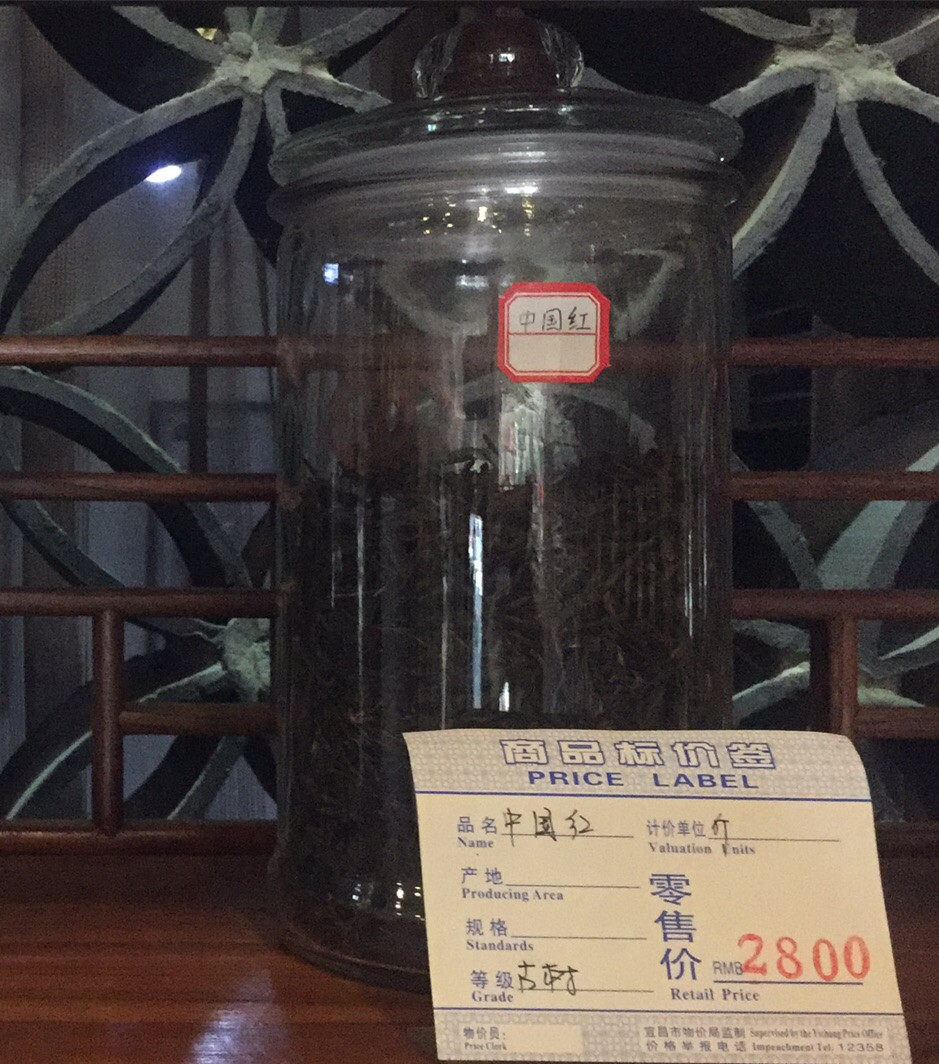 中国红
商品标价签
PRICE LABEL
品名 中国红 计价单位 斤
Name Valuation Units
产地
Producing Area
规格
Standards
等级 古树
Grade
零售价 RMB 2800
Retail Price
物价员: 宜昌市物价局监制 Supervised by the Yichang Price Office
Price Clerk 价格举报电话 Impeachment Tel: 12358